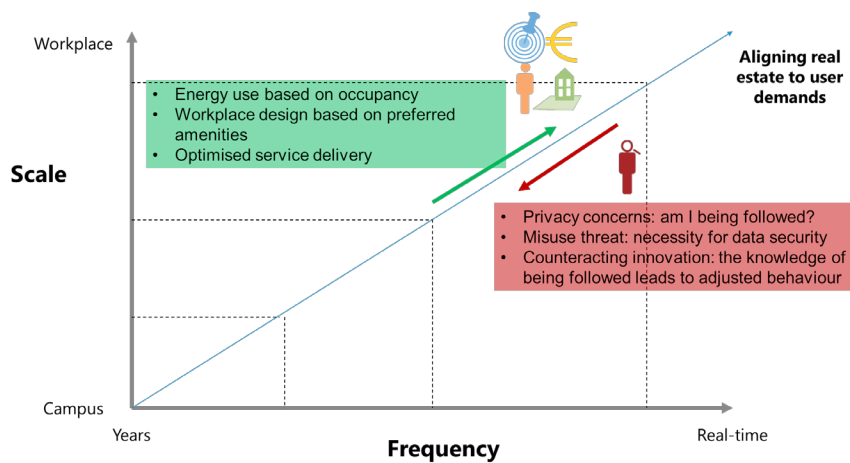 Workplace
Aligning real
estate to user
demands
• Energy use based on occupancy
• Workplace design based on preferred
amenities
• Optimised service delivery
Scale
• Privacy concerns: am I being followed?
• Misuse threat: necessity for data security
• Counteracting innovation: the knowledge of
being followed leads to adjusted behaviour
Campus
Years
Frequency
Real-time